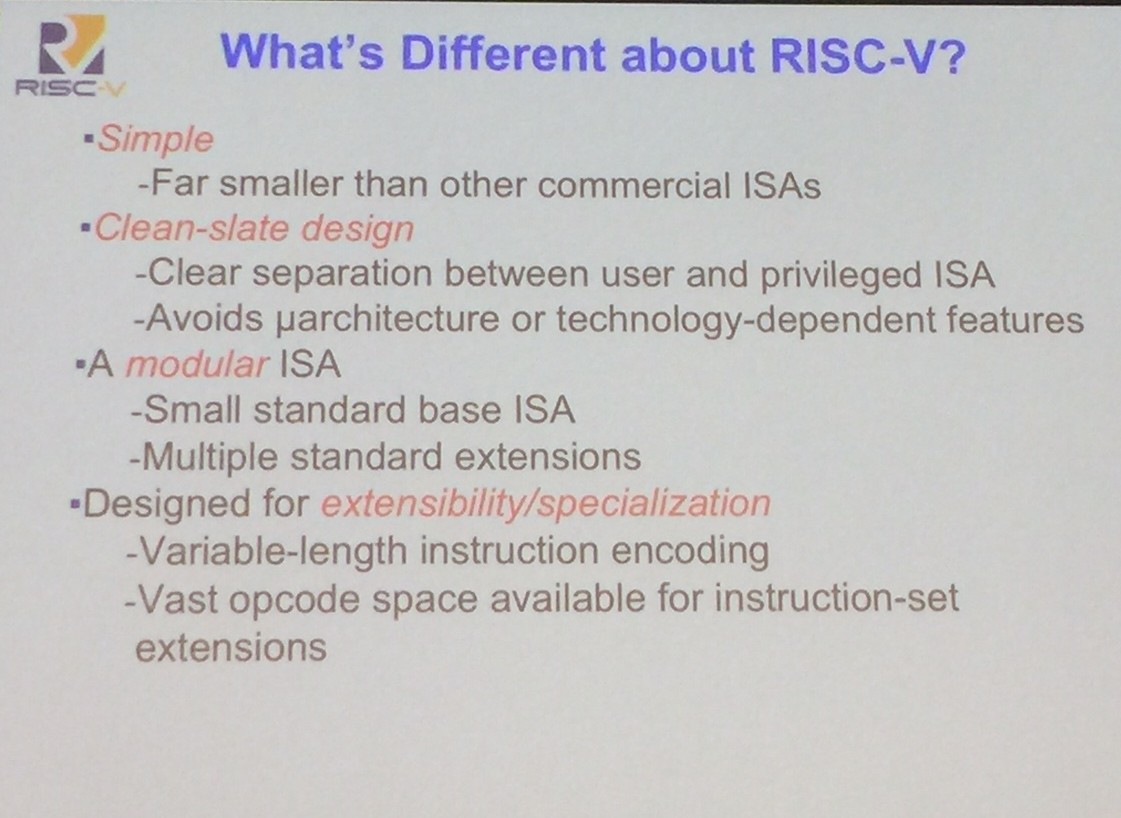 RISC-V
What's Different about RISC-V?
▪Simple
-Far smaller than other commercial ISAs
▪Clean-slate design
-Clear separation between user and privileged ISA
-Avoids µarchitecture or technology-dependent features
▪A modular ISA
-Small standard base ISA
-Multiple standard extensions
▪Designed for extensibility/specialization
-Variable-length instruction encoding
-Vast opcode space available for instruction-set
extensions